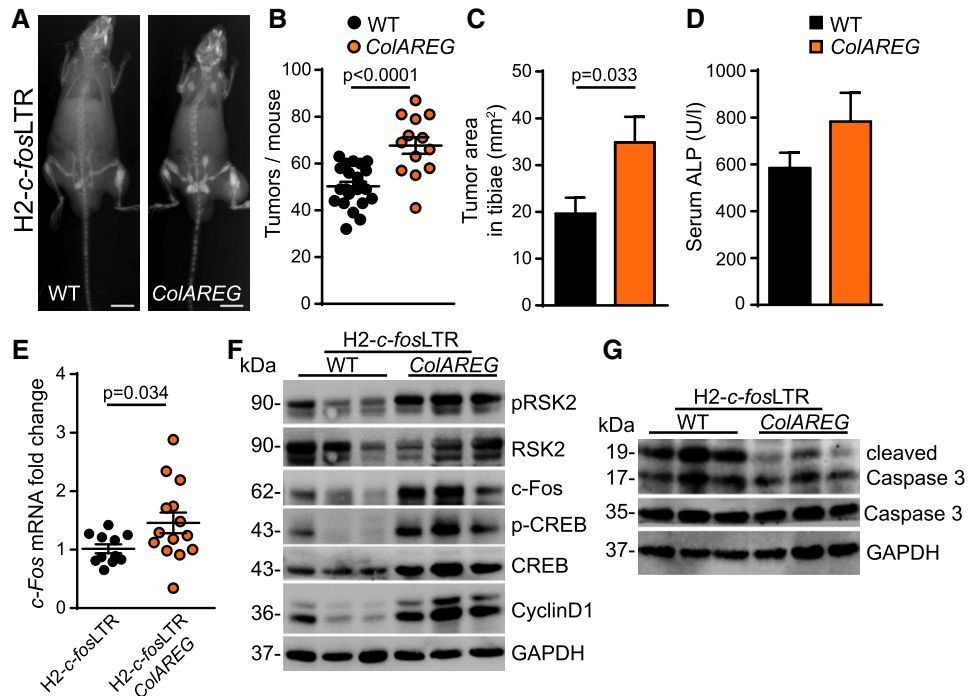 A
H2-c-fosLTR
WT
ColAREG
B
WT
ColAREG
p<0.0001
Tumors / mouse
100
80
60
40
20
0
C
p=0.033
Tumor area
in tibiae (mm²)
50
40
30
20
10
0
D
WT
ColAREG
Serum ALP (U/l)
1000
800
600
400
200
0
E
p=0.034
c-Fos mRNA fold change
4
3
2
1
0
H2-c-fosLTR
H2-c-fosLTR
ColAREG
F
H2-c-fosLTR
kDa
WT
ColAREG
90- pRSK2
90- RSK2
62- c-Fos
43- p-CREB
43- CREB
36- CyclinD1
37- GAPDH
G
H2-c-fosLTR
kDa
WT
ColAREG
19- cleaved
17- Caspase 3
35- Caspase 3
37- GAPDH